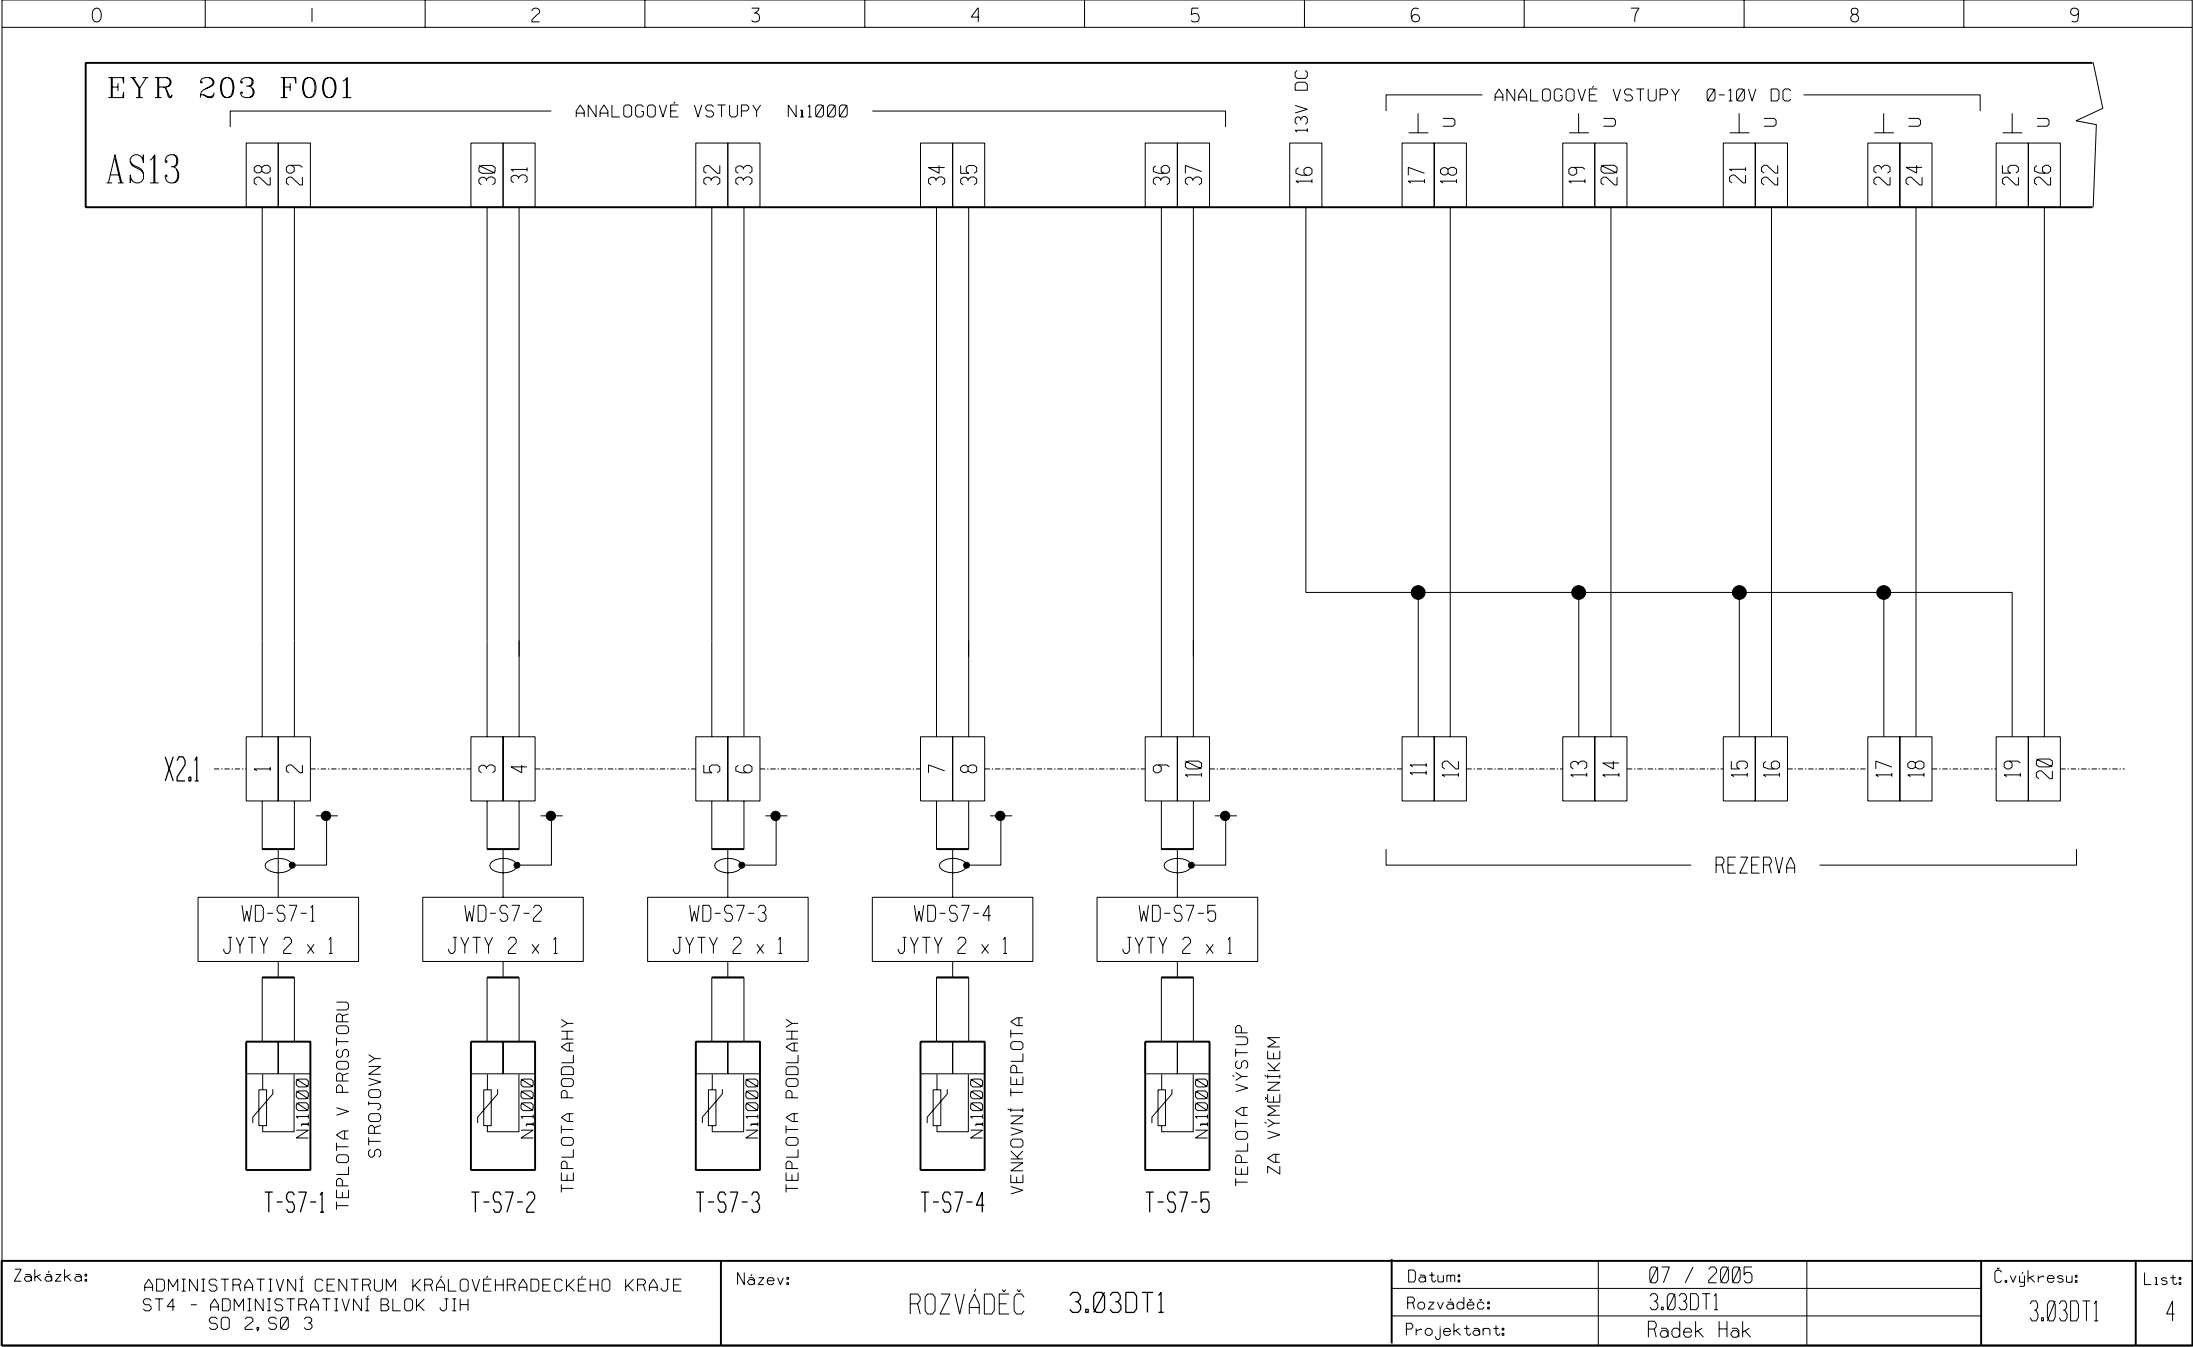 0 1 2 3 4 5 6 7 8 9
EYR 203 F001
ANALOGOVÉ VSTUPY Ni1000
13V DC
ANALOGOVÉ VSTUPY Ø-10V DC
U U U U U
AS13
28 29 30 31 32 33 34 35 36 37 16 17 18 19 20 21 22 23 24 25 26
X2.1
1 2 3 4 5 6 7 8 9 10 11 12 13 14 15 16 17 18 19 20
REZERVA
WD-S7-1
JYTY 2 x 1
WD-S7-2
JYTY 2 x 1
WD-S7-3
JYTY 2 x 1
WD-S7-4
JYTY 2 x 1
WD-S7-5
JYTY 2 x 1
Ni1000
TEPLOTA V PROSTORU
STROJOVNY
T-S7-1
Ni1000
TEPLOTA PODLAHY
T-S7-2
Ni1000
TEPLOTA PODLAHY
T-S7-3
Ni1000
VENKOVNÍ TEPLOTA
T-S7-4
Ni1000
TEPLOTA VÝSTUP
ZA VÝMĚNÍKEM
T-S7-5
Zakázka:
ADMINISTRATIVNÍ CENTRUM KRÁLOVÉHRADECKÉHO KRAJE
ST4 - ADMINISTRATIVNÍ BLOK JIH
SO 2, SØ 3
Název:
ROZVÁDĚČ 3.Ø3DT1
Datum: 07 / 2005
Rozváděč: 3.Ø3DT1
Projektant: Radek Hak
Č.výkresu:
3.Ø3DT1
List:
4